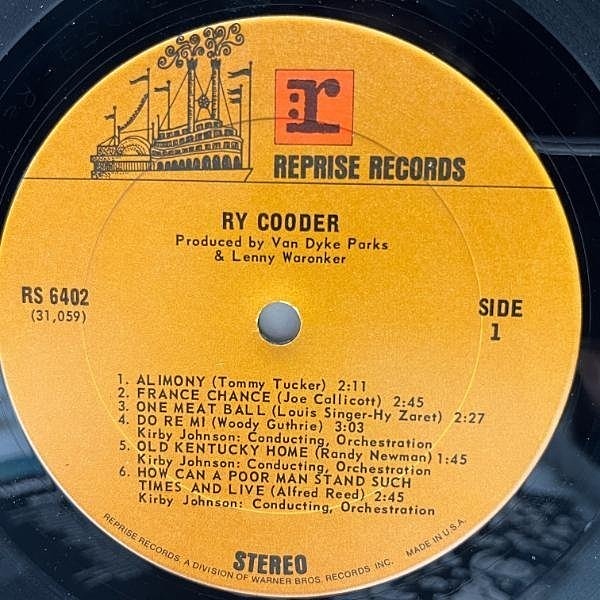 r
REPRISE RECORDS
RY COODER
Produced by Van Dyke Parks
& Lenny Waronker
RS 6402
(31,059)
SIDE
1
1. ALIMONY (Tommy Tucker) 2:11
2. FRANCE CHANCE (Joe Callicott) 2:45
3. ONE MEAT BALL (Louis Singer-Hy Zaret) 2:27
4. DO RE MI (Woody Guthrie) 3:03
Kirby Johnson: Conducting, Orchestration
5. OLD KENTUCKY HOME (Randy Newman) 1:45
Kirby Johnson: Conducting, Orchestration
6. HOW CAN A POOR MAN STAND SUCH
TIMES AND LIVE (Alfred Reed) 2:45
Kirby Johnson: Conducting, Orchestration
STEREO
REPRISE RECORDS, A DIVISION OF WARNER BROS. RECORDS, INC. MADE IN U.S.A.